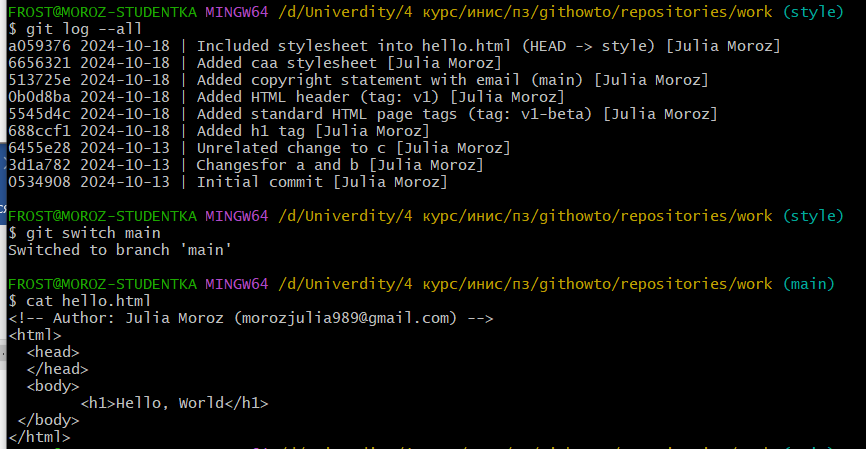 FROST@MOROZ-STUDENTKA MINGW64 /d/Univerdity/4 курс/инис/пз/githowto/repositories/work (style)
$ git log --all
a059376 2024-10-18 | Included stylesheet into hello.html (HEAD -> style) [Julia Moroz]
6656321 2024-10-18 | Added caa stylesheet [Julia Moroz]
513725e 2024-10-18 | Added copyright statement with email (main) [Julia Moroz]
0b0d8ba 2024-10-18 | Added HTML header (tag: v1) [Julia Moroz]
5545d4c 2024-10-18 | Added standard HTML page tags (tag: v1-beta) [Julia Moroz]
688ccf1 2024-10-18 | Added h1 tag [Julia Moroz]
6455e28 2024-10-13 | Unrelated change to c [Julia Moroz]
3d1a782 2024-10-13 | Changesfor a and b [Julia Moroz]
0534908 2024-10-13 | Initial commit [Julia Moroz]
FROST@MOROZ-STUDENTKA MINGW64 /d/Univerdity/4 курс/инис/пз/githowto/repositories/work (style)
$ git switch main
Switched to branch 'main'
FROST@MOROZ-STUDENTKA MINGW64 /d/Univerdity/4 курс/инис/пз/githowto/repositories/work (main)
$ cat hello.html
<!-- Author: Julia Moroz (morozjulia989@gmail.com) -->
<html>
  <head>
  </head>
  <body>
        <h1>Hello, World</h1>
 </body>
</html>